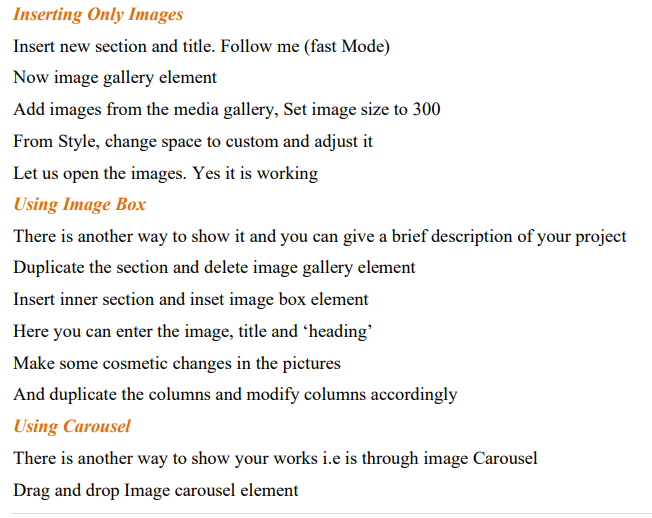 Inserting Only Images
Insert new section and title. Follow me (fast Mode)
Now image gallery element
Add images from the media gallery, Set image size to 300
From Style, change space to custom and adjust it
Let us open the images. Yes it is working
Using Image Box
There is another way to show it and you can give a brief description of your project
Duplicate the section and delete image gallery element
Insert inner section and inset image box element
Here you can enter the image, title and ‘heading’
Make some cosmetic changes in the pictures
And duplicate the columns and modify columns accordingly
Using Carousel
There is another way to show your works i.e is through image Carousel
Drag and drop Image carousel element